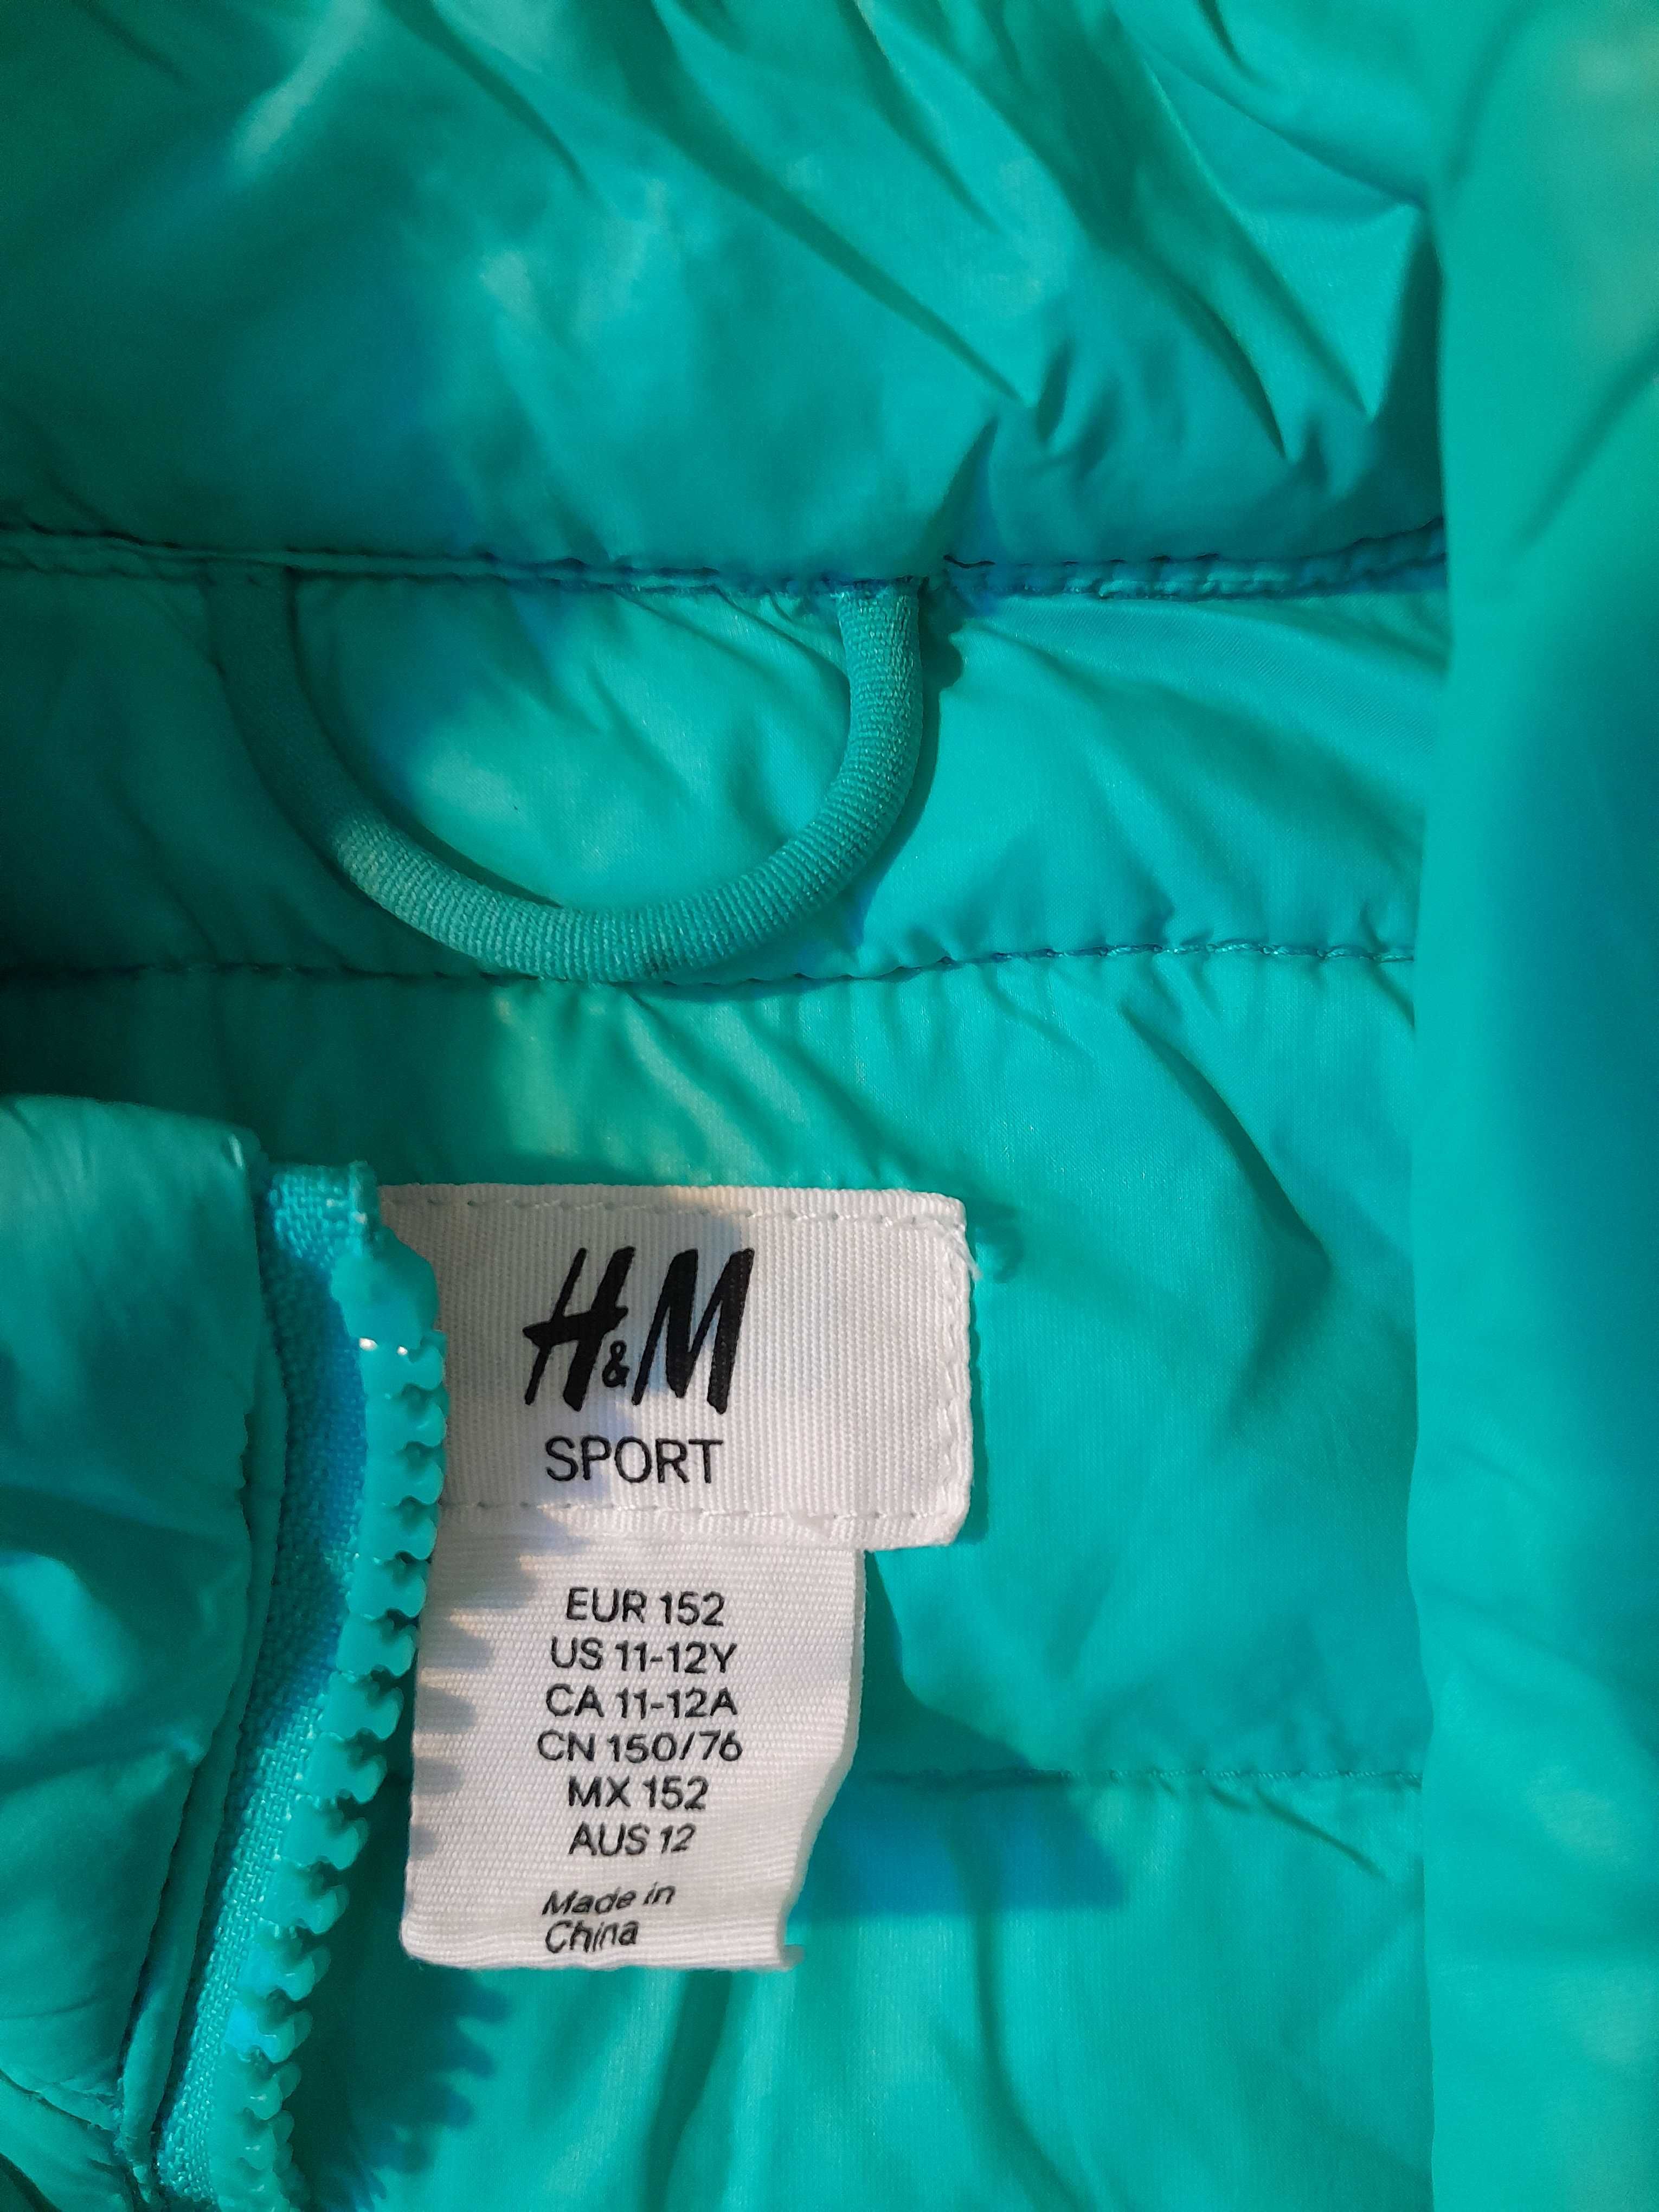 H&M
SPORT
EUR 152
US 11-12Y
CA 11-12A
CN 150/76
MX 152
AUS 12
Made in
China